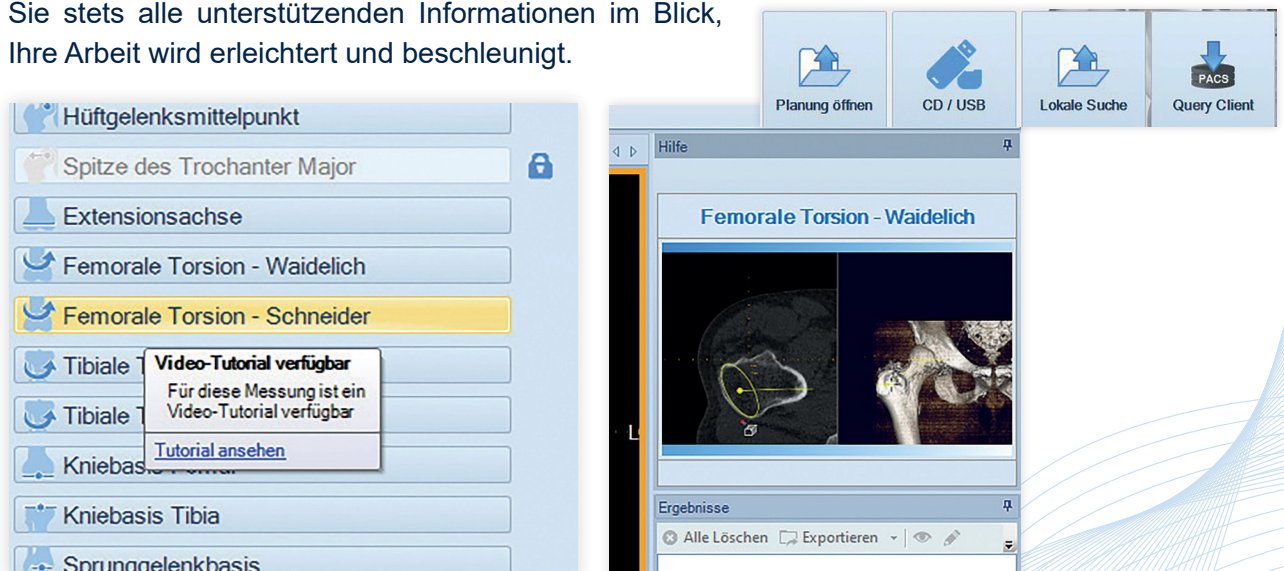 Sie stets alle unterstützenden Informationen im Blick,
Ihre Arbeit wird erleichtert und beschleunigt.
Planung öffnen
CD / USB
Lokale Suche
PACS
Query Client
Hüftgelenksmittelpunkt
Spitze des Trochanter Major
Extensionsachse
Femorale Torsion - Waidelich
Femorale Torsion - Schneider
Tibiale
Tibiale
Video-Tutorial verfügbar
Für diese Messung ist ein
Video-Tutorial verfügbar
Tutorial ansehen
Kniebasis
Kniebasis Tibia
Sprunggelenkbasis
Hilfe
Femorale Torsion - Waidelich
L
Ergebnisse
Alle Löschen Exportieren